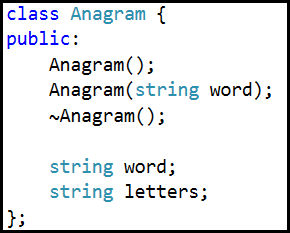 class Anagram {
public:
    Anagram();
    Anagram(string word);
    ~Anagram();

    string word;
    string letters;
};